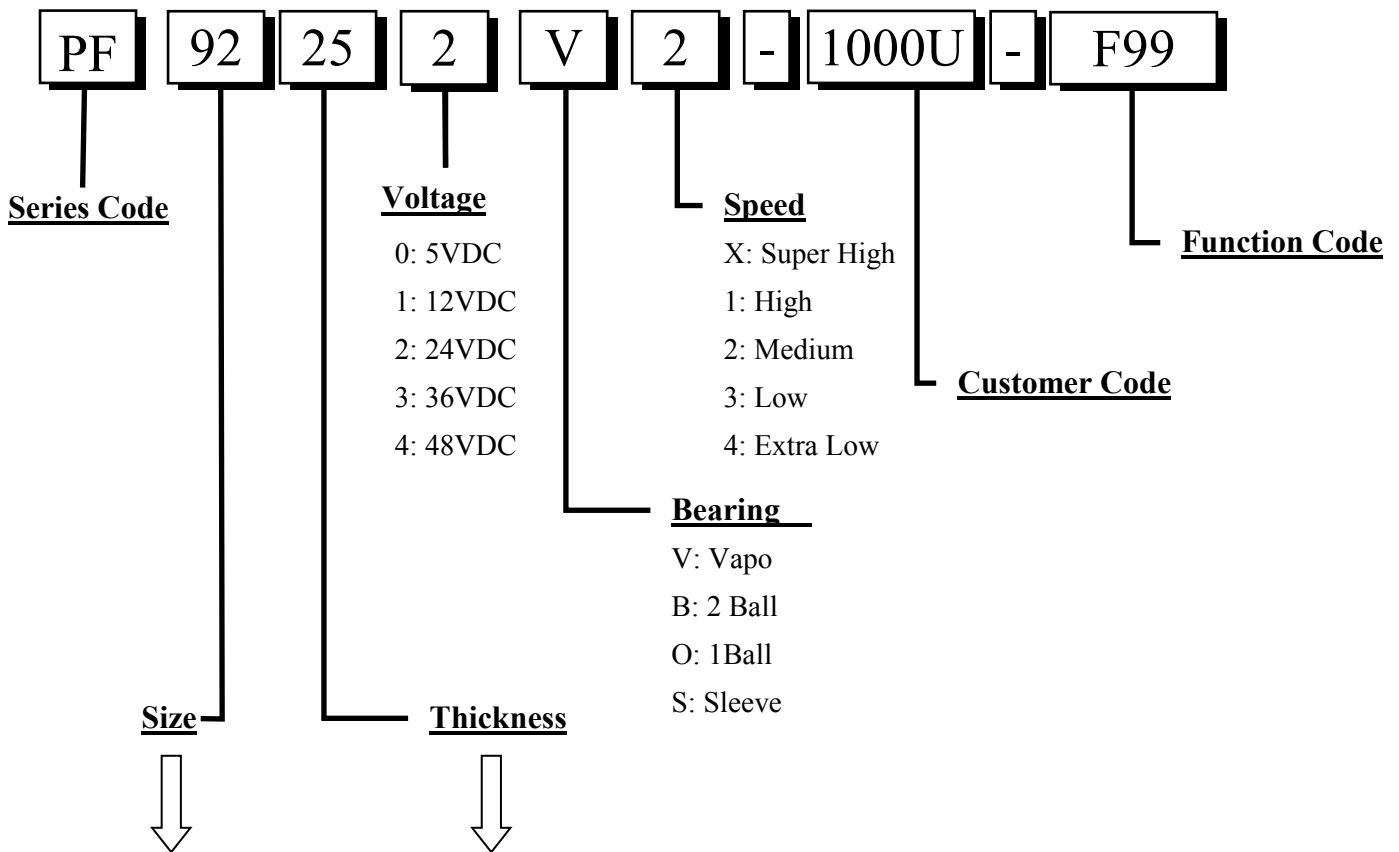 PF 92 25 2 V 2 - 1000U - F99
Series Code
Voltage
0: 5VDC
1: 12VDC
2: 24VDC
3: 36VDC
4: 48VDC
Speed
X: Super High
1: High
2: Medium
3: Low
4: Extra Low
Function Code
Customer Code
Bearing
V: Vapo
B: 2 Ball
O: 1Ball
S: Sleeve
Size
Thickness